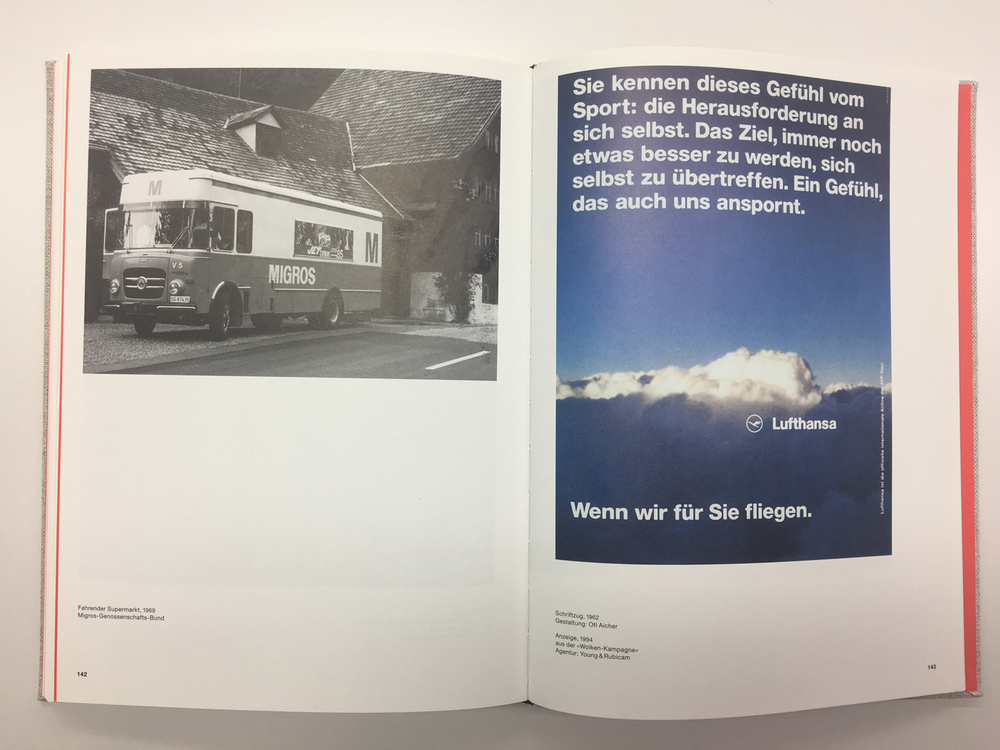 M
M
MIGROS
V 5
Fahrender Supermarkt, 1969
Migros-Genossenschafts-Bund
142
Sie kennen dieses Gefühl vom
Sport: die Herausforderung an
sich selbst. Das Ziel, immer noch
etwas besser zu werden, sich
selbst zu übertreffen. Ein Gefühl,
das auch uns anspornt.
Lufthansa
Wenn wir für Sie fliegen.
Schriftzug, 1962
Gestaltung: Otl Aicher
Anzeige, 1994
aus der «Wolken-Kampagne»
Agentur: Young & Rubicam
143